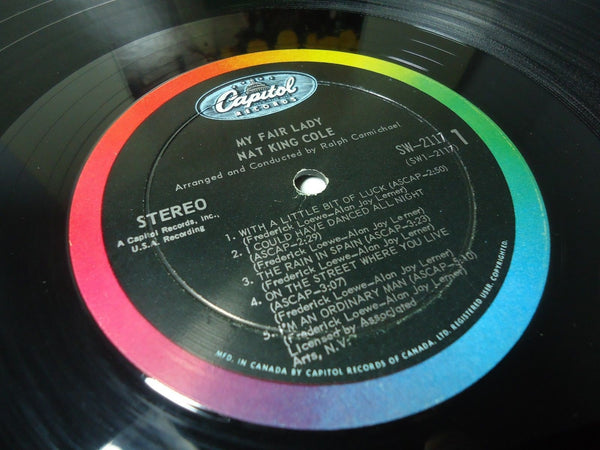 Capitol
RECORDS
MY FAIR LADY
NAT KING COLE
Arranged and Conducted by Ralph Carmichael
SW-2117 1
(SW1-2117)
STEREO
A Capitol Records, Inc.,
U.S.A. Recording
1. WITH A LITTLE BIT OF LUCK (ASCAP-2:50)
(Frederick Loewe-Alan Jay Lerner)
2. I COULD HAVE DANCED ALL NIGHT
(ASCAP-2:29)
(Frederick Loewe-Alan Jay Lerner)
3. THE RAIN IN SPAIN (ASCAP-2:23)
(Frederick Loewe-Alan Jay Lerner)
4. ON THE STREET WHERE YOU LIVE
(ASCAP-3:07)
(Frederick Loewe-Alan Jay Lerner)
5. I'M AN ORDINARY MAN (ASCAP-5:10)
(Frederick Loewe-Alan Jay Lerner)
Licensed by Associated
Arts, N.V.
MFD. IN CANADA BY CAPITOL RECORDS OF CANADA, LTD. REGISTERED USER. COPYRIGHTED.